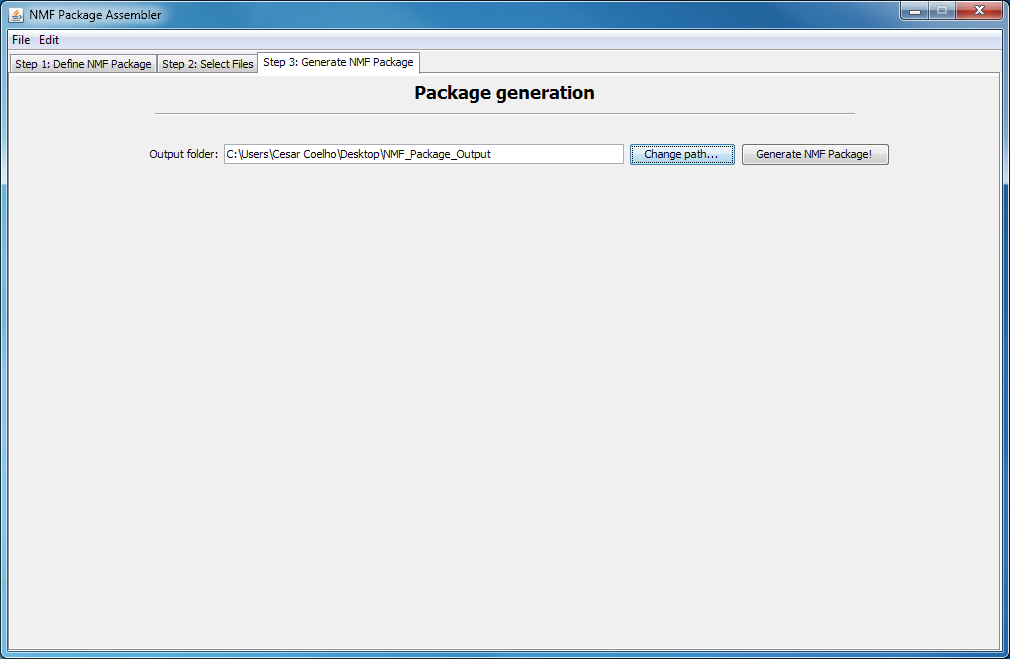 NMF Package Assembler
File Edit
Step 1: Define NMF Package Step 2: Select Files Step 3: Generate NMF Package
Package generation
Output folder: C:\Users\Cesar Coelho\Desktop\NMF_Package_Output Change path... Generate NMF Package!